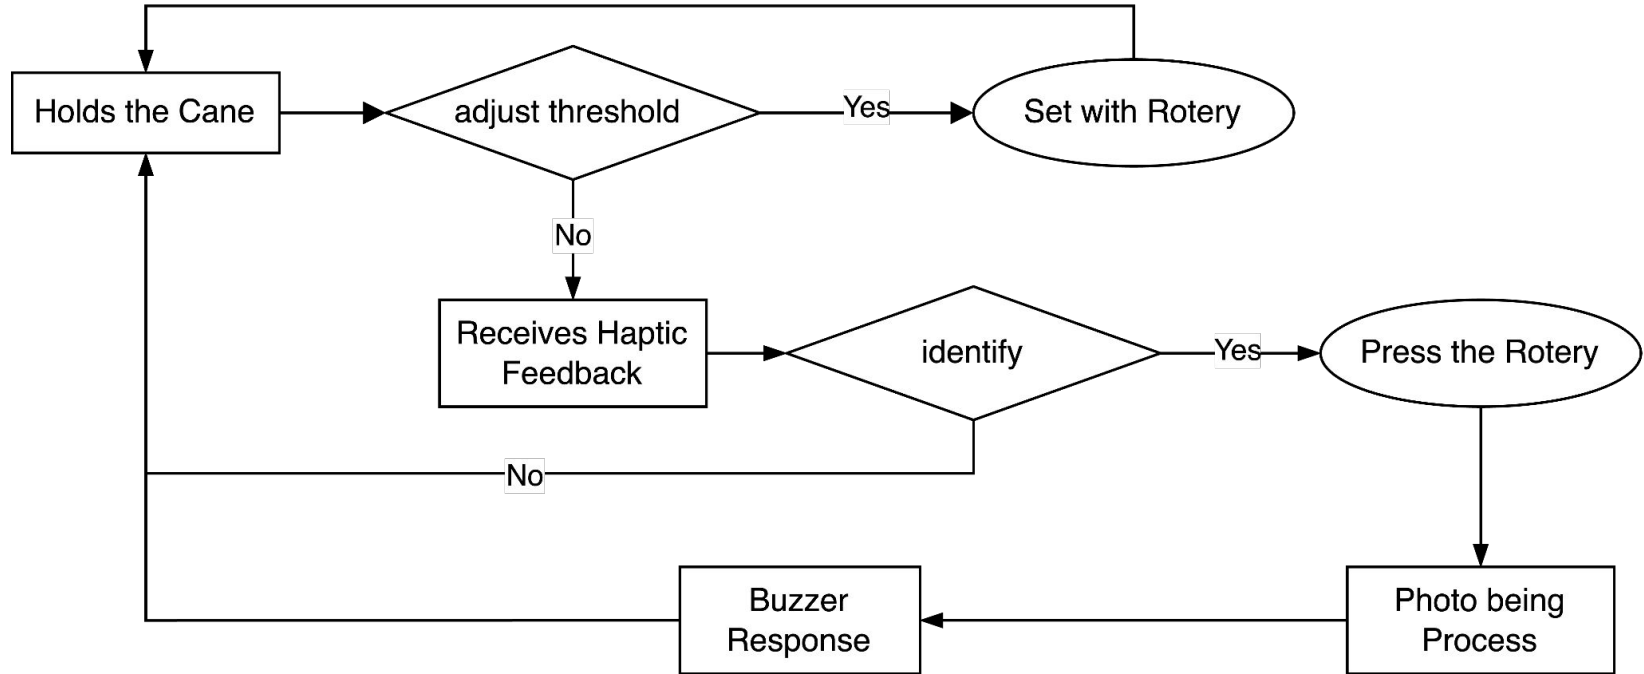 Holds the Cane
adjust threshold
Yes
Set with Rotery
No
Receives Haptic
Feedback
identify
Yes
Press the Rotery
No
Buzzer
Response
Photo being
Process